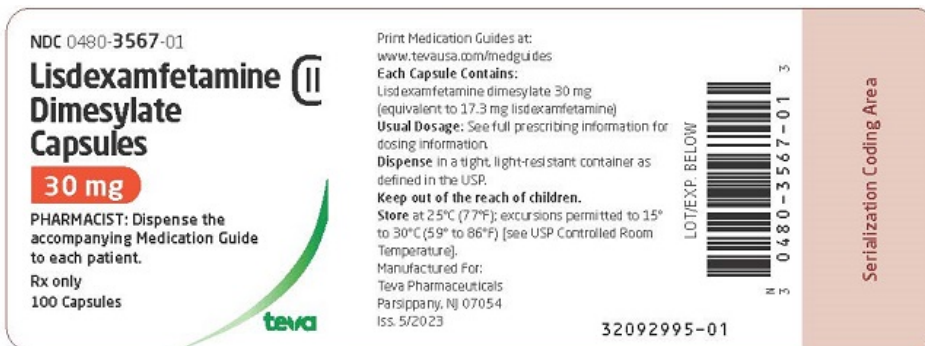 NDC 0480-3567-01
Lisdexamfetamine CII
Dimesylate
Capsules
30 mg
PHARMACIST: Dispense the
accompanying Medication Guide
to each patient.
Rx only
100 Capsules
teva
Print Medication Guides at:
www.tevausa.com/medguides
Each Capsule Contains:
Lisdexamfetamine dimesylate 30 mg
(equivalent to 17.3 mg lisdexamfetamine)
Usual Dosage: See full prescribing information for
dosing information.
Dispense in a tight, light-resistant container as
defined in the USP.
Keep out of the reach of children.
Store at 25°C (77°F); excursions permitted to 15°
to 30°C (59° to 86°F) [see USP Controlled Room
Temperature].
Manufactured For:
Teva Pharmaceuticals
Parsippany, NJ 07054
Iss. 5/2023
32092995-01
LOT/EXP. BELOW
N 3 0480-3567-01 3
Serialization Coding Area